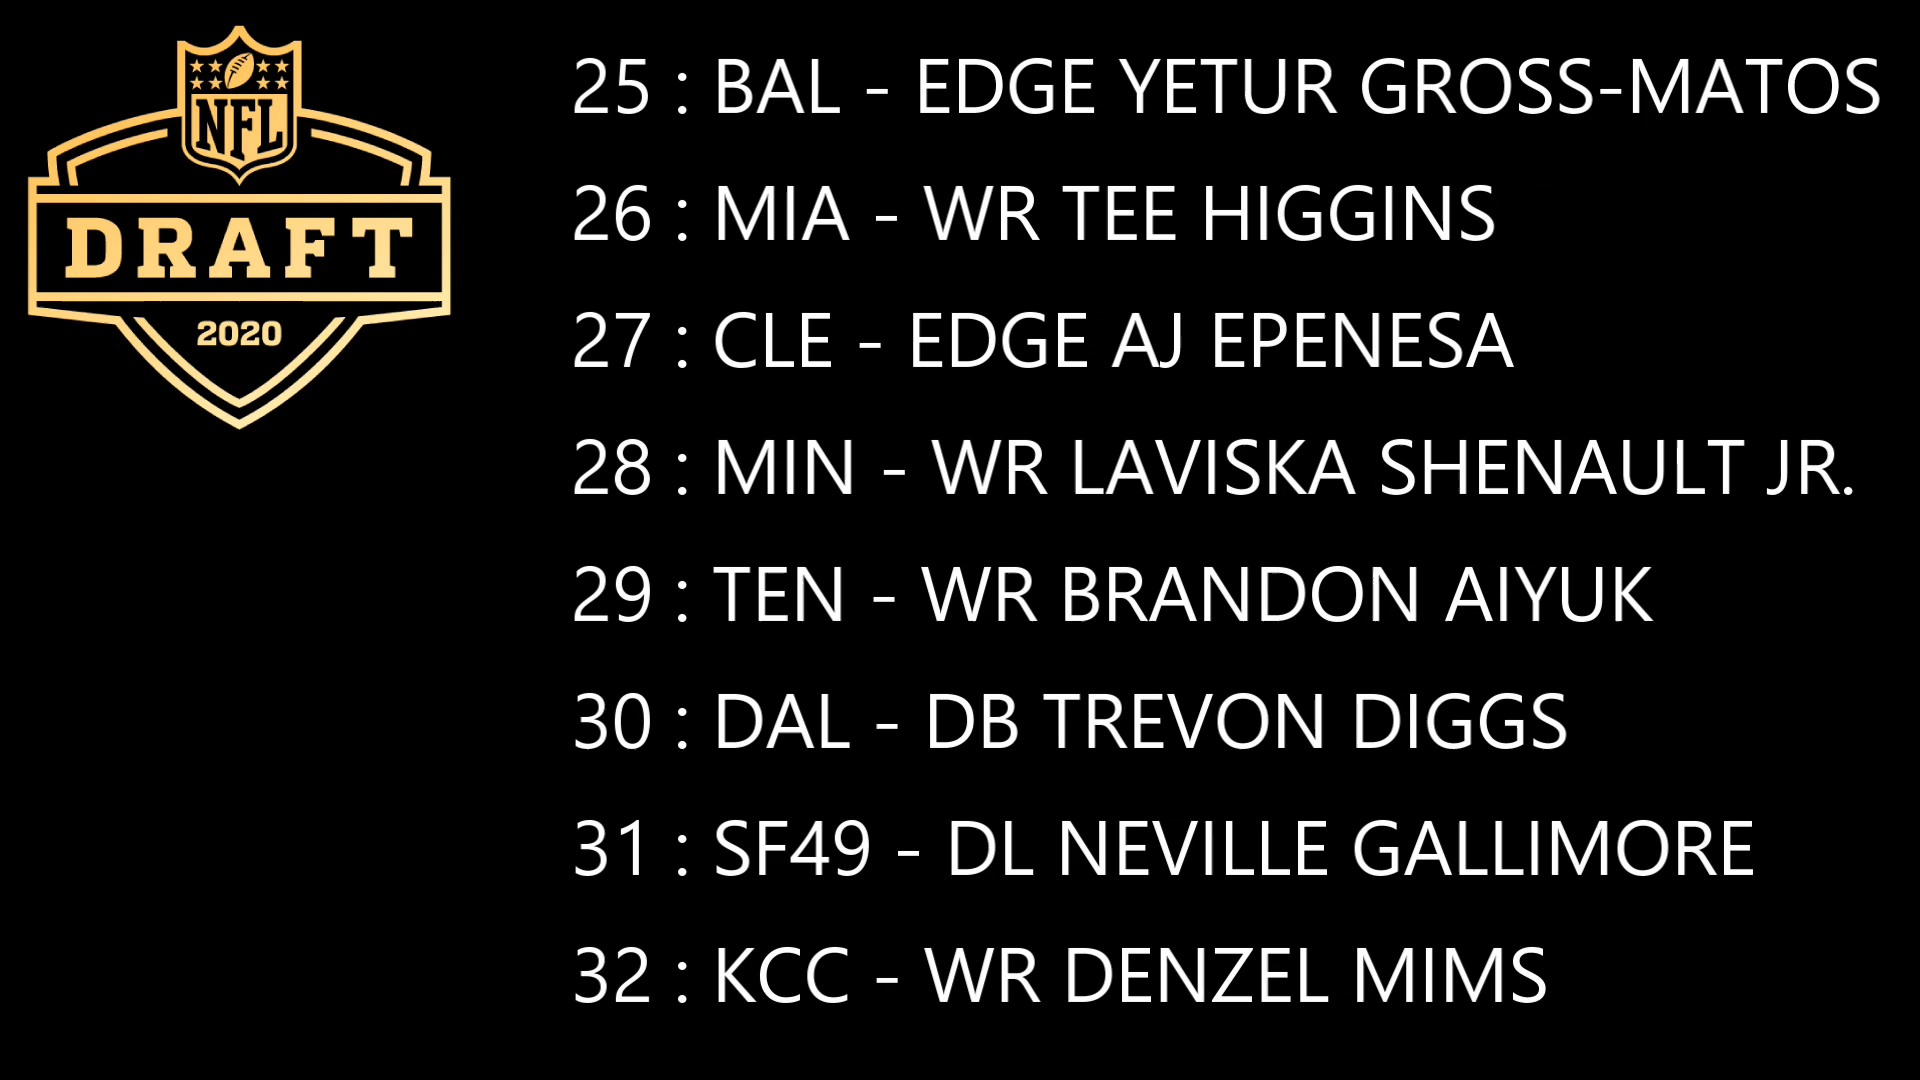 NFL
DRAFT
2020
25 : BAL - EDGE YETUR GROSS-MATOS
26 : MIA - WR TEE HIGGINS
27 : CLE - EDGE AJ EPENESA
28 : MIN - WR LAVISKA SHENAULT JR.
29 : TEN - WR BRANDON AIYUK
30 : DAL - DB TREVON DIGGS
31 : SF49 - DL NEVILLE GALLIMORE
32 : KCC - WR DENZEL MIMS